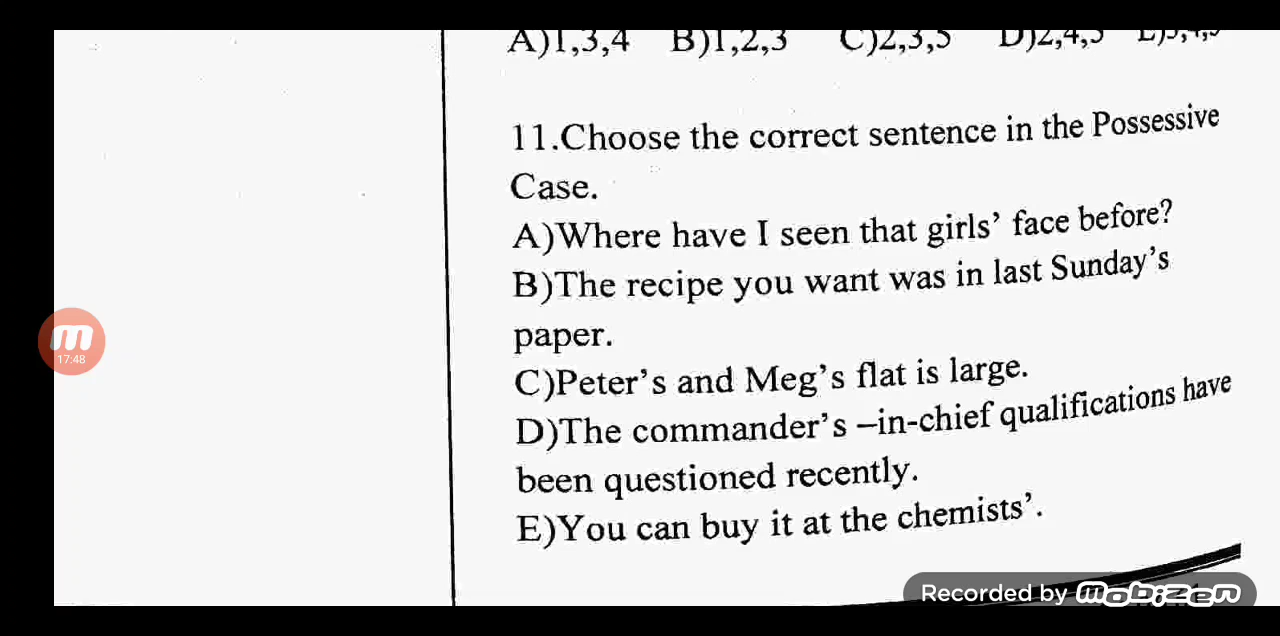 A)1,3,4 B)1,2,3 C)2,3,5 D)2,4,5
11.Choose the correct sentence in the Possessive
Case.
A)Where have I seen that girls’ face before?
B)The recipe you want was in last Sunday’s
paper.
C)Peter’s and Meg’s flat is large.
D)The commander’s –in-chief qualifications have
been questioned recently.
E)You can buy it at the chemists’.
m
17:48
Recorded by mobizen